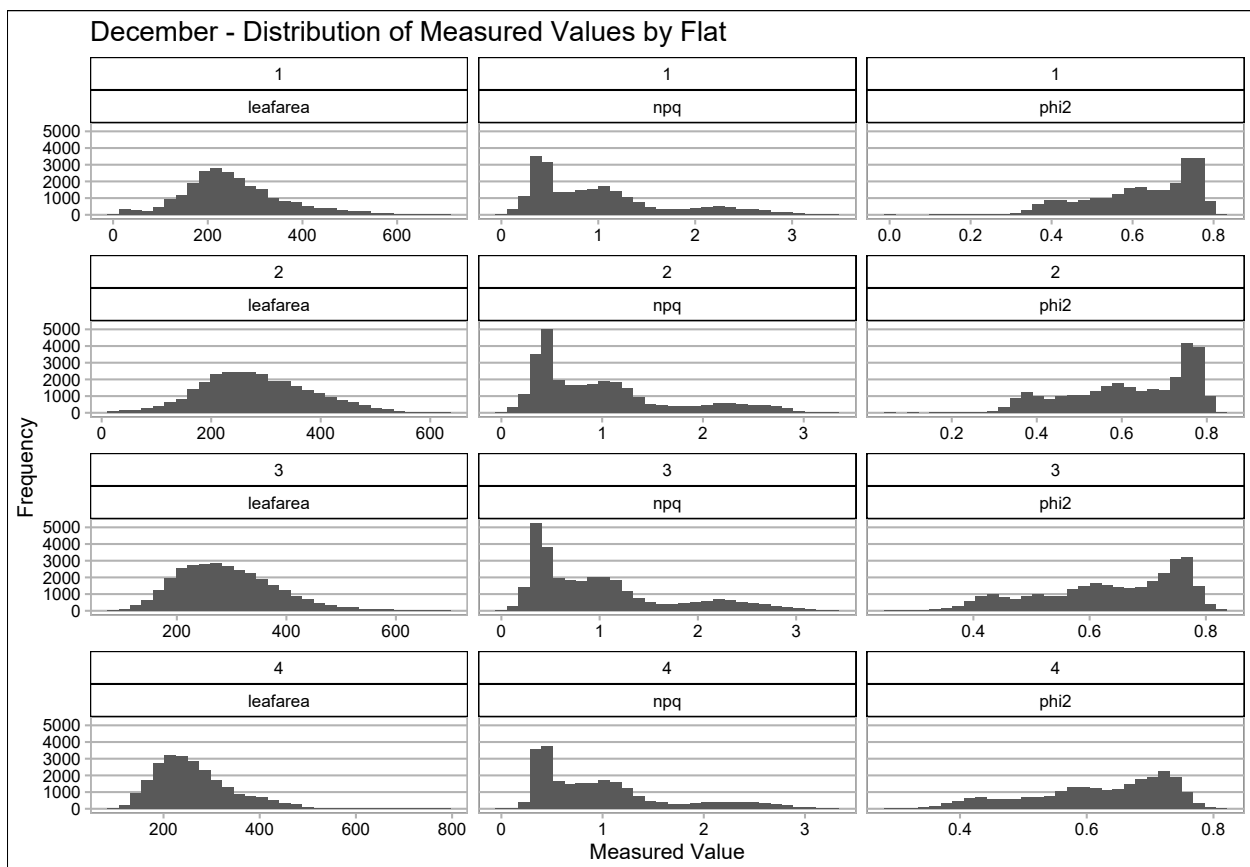 December - Distribution of Measured Values by Flat
1 1 1
leafarea npq phi2
5000
4000
3000
2000
1000
0
0 200 400 600 0 1 2 3 0.0 0.2 0.4 0.6 0.8
2 2 2
leafarea npq phi2
5000
4000
3000
2000
1000
0
0 200 400 600 0 1 2 3 0.2 0.4 0.6 0.8
Frequency
3 3 3
leafarea npq phi2
5000
4000
3000
2000
1000
0
200 400 600 0 1 2 3 0.4 0.6 0.8
4 4 4
leafarea npq phi2
5000
4000
3000
2000
1000
0
200 400 600 800 0 1 2 3 0.4 0.6 0.8
Measured Value